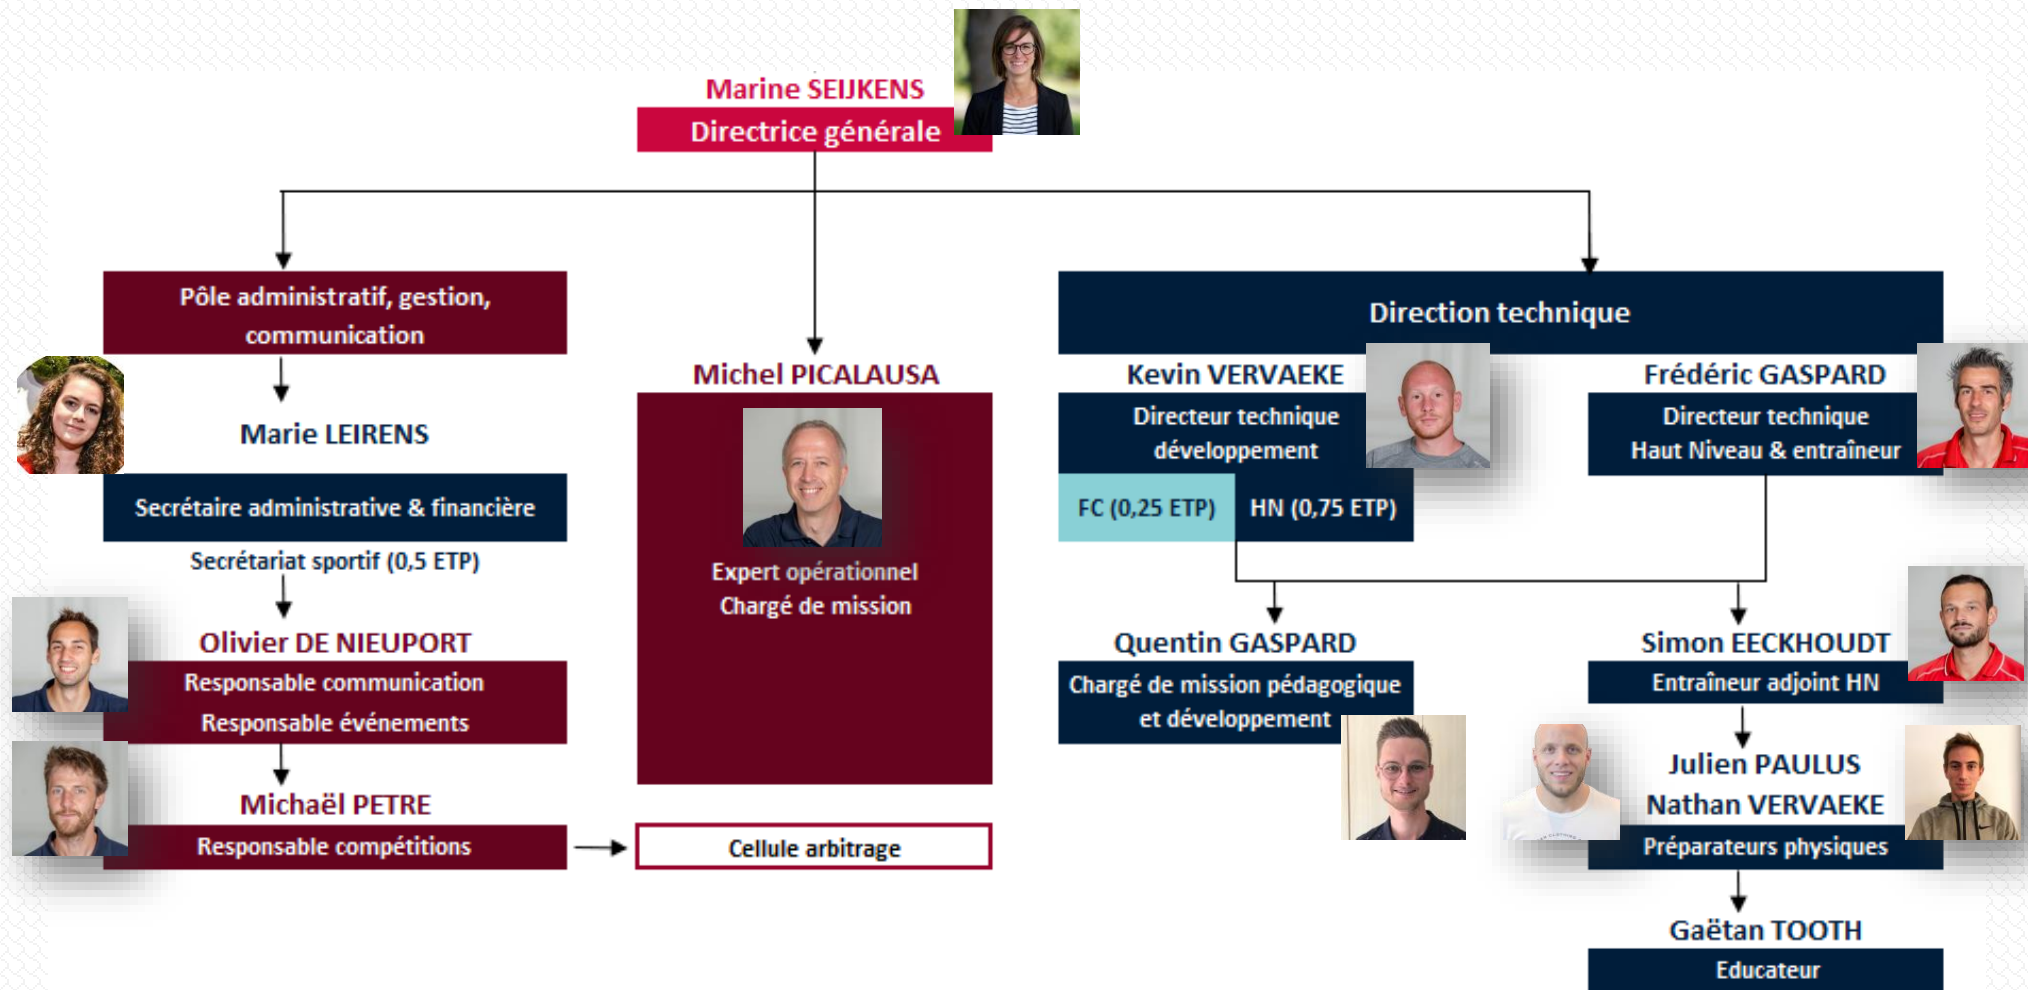 Marine SEIJKENS
Directrice générale
Pôle administratif, gestion,
communication
Marie LEIRENS
Secrétaire administrative & financière
Secrétariat sportif (0,5 ETP)
Olivier DE NIEUPORT
Responsable communication
Responsable événements
Michaël PETRE
Responsable compétitions
Michel PICALAUSA
Expert opérationnel
Chargé de mission
Cellule arbitrage
Direction technique
Kevin VERVAEKE
Directeur technique
développement
FC (0,25 ETP)
HN (0,75 ETP)
Frédéric GASPARD
Directeur technique
Haut Niveau & entraîneur
Quentin GASPARD
Chargé de mission pédagogique
et développement
Simon EECKHOUDT
Entraîneur adjoint HN
Julien PAULUS
Nathan VERVAEKE
Préparateurs physiques
Gaëtan TOOTH
Educateur